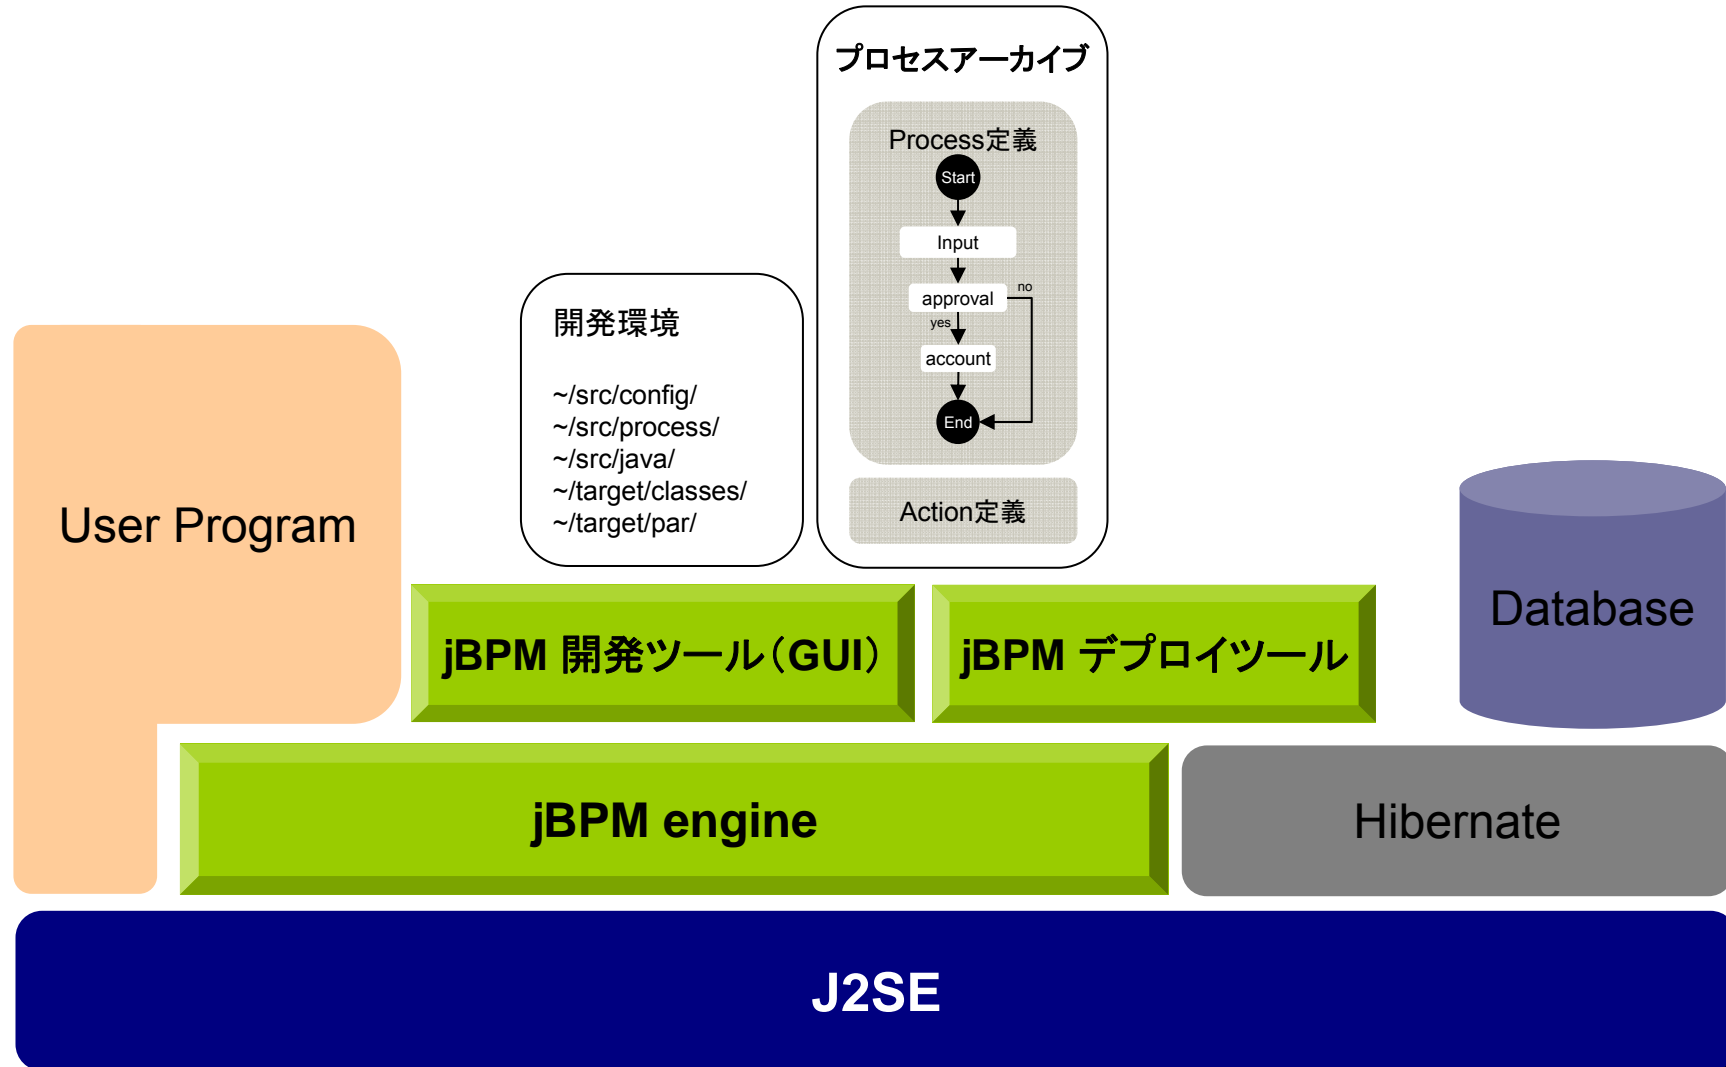 プロセスアーカイブ
Process定義
Start
Input
approval
no
yes
account
End
Action定義
開発環境
~/src/config/
~/src/process/
~/src/java/
~/target/classes/
~/target/par/
User Program
jBPM 開発ツール（GUI）
jBPM デプロイツール
Database
jBPM engine
Hibernate
J2SE